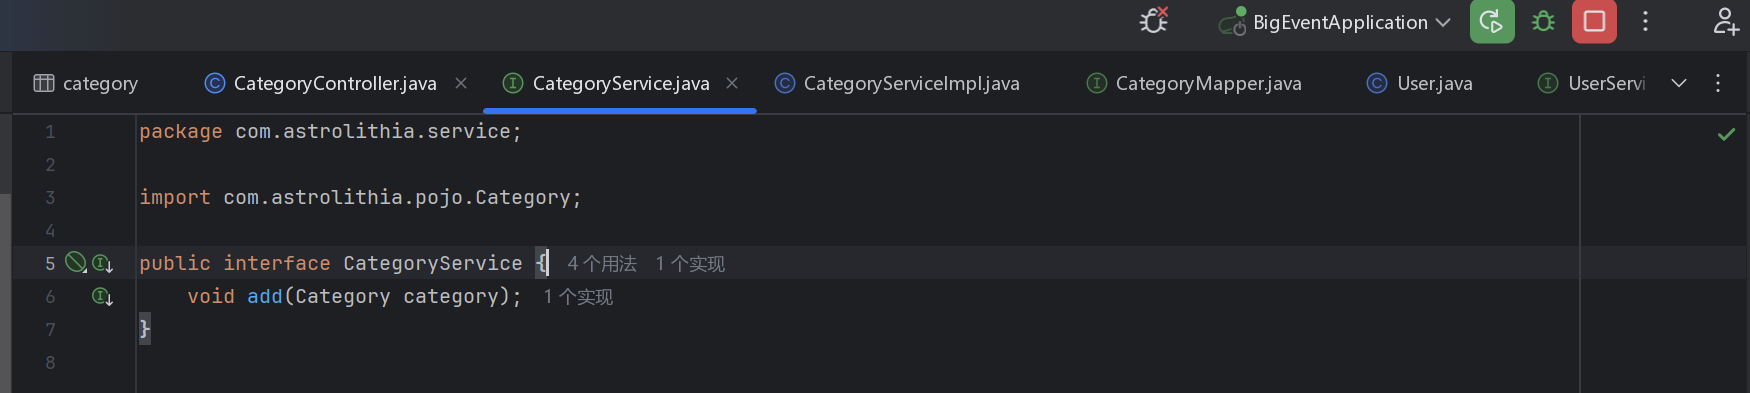 BigEventApplication
category CategoryController.java CategoryService.java CategoryServiceImpl.java CategoryMapper.java User.java UserServi
1 package com.astrolithia.service;
2
3 import com.astrolithia.pojo.Category;
4
5 public interface CategoryService { 4 个用法 1 个实现
6 void add(Category category); 1 个实现
7 }
8